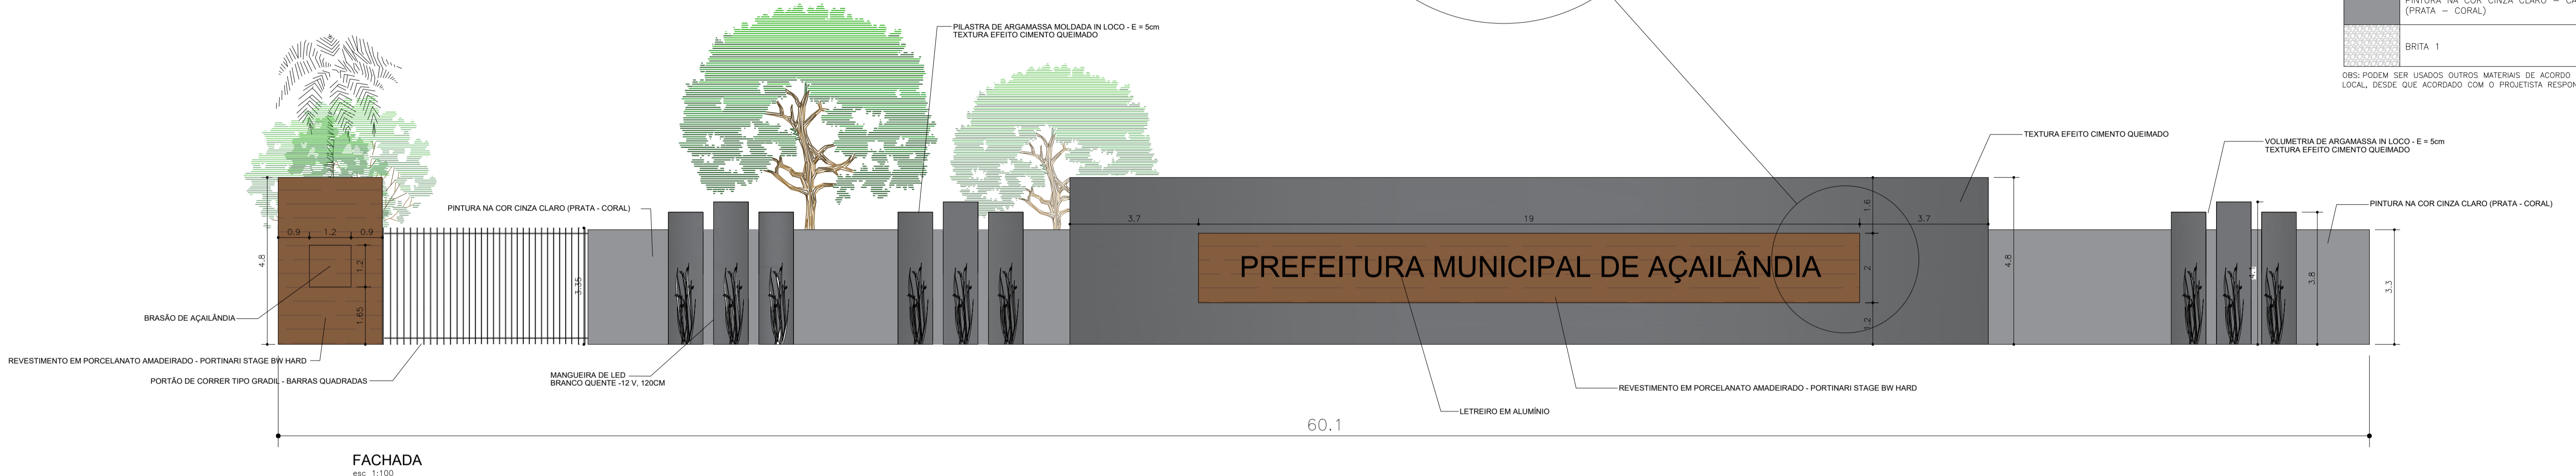 PINTURA NA COR CINZA CLARO - 
(PRATA - CORAL)
BRITA 1
OBS: PODEM SER USADOS OUTROS MATERIAIS DE ACORDO
LOCAL, DESDE QUE ACORDADO COM O PROJETISTA
PILASTRA DE ARGAMASSA MOLDADA IN LOCO - E = 5cm
TEXTURA EFEITO CIMENTO QUEIMADO
TEXTURA EFEITO CIMENTO QUEIMADO
VOLUMETRIA DE ARGAMASSA IN LOCO - E = 5cm
TEXTURA EFEITO CIMENTO QUEIMADO
PINTURA NA COR CINZA CLARO (PRATA - CORAL)
PINTURA NA COR CINZA CLARO (PRATA - CORAL)
3.7
19
3.7
1.6
2
1.2
0.9
1.2
0.9
4.8
1.2
1.65
3.35
4.8
3.8
3.3
PREFEITURA MUNICIPAL DE AÇAILÂNDIA
BRASÃO DE AÇAILÂNDIA
REVESTIMENTO EM PORCELANATO AMADEIRADO - PORTINARI STAGE BW HARD
PORTÃO DE CORRER TIPO GRADIL - BARRAS QUADRADAS
MANGUEIRA DE LED
BRANCO QUENTE -12 V, 120CM
REVESTIMENTO EM PORCELANATO AMADEIRADO - PORTINARI STAGE BW HARD
LETREIRO EM ALUMÍNIO
60.1
FACHADA
esc 1:100